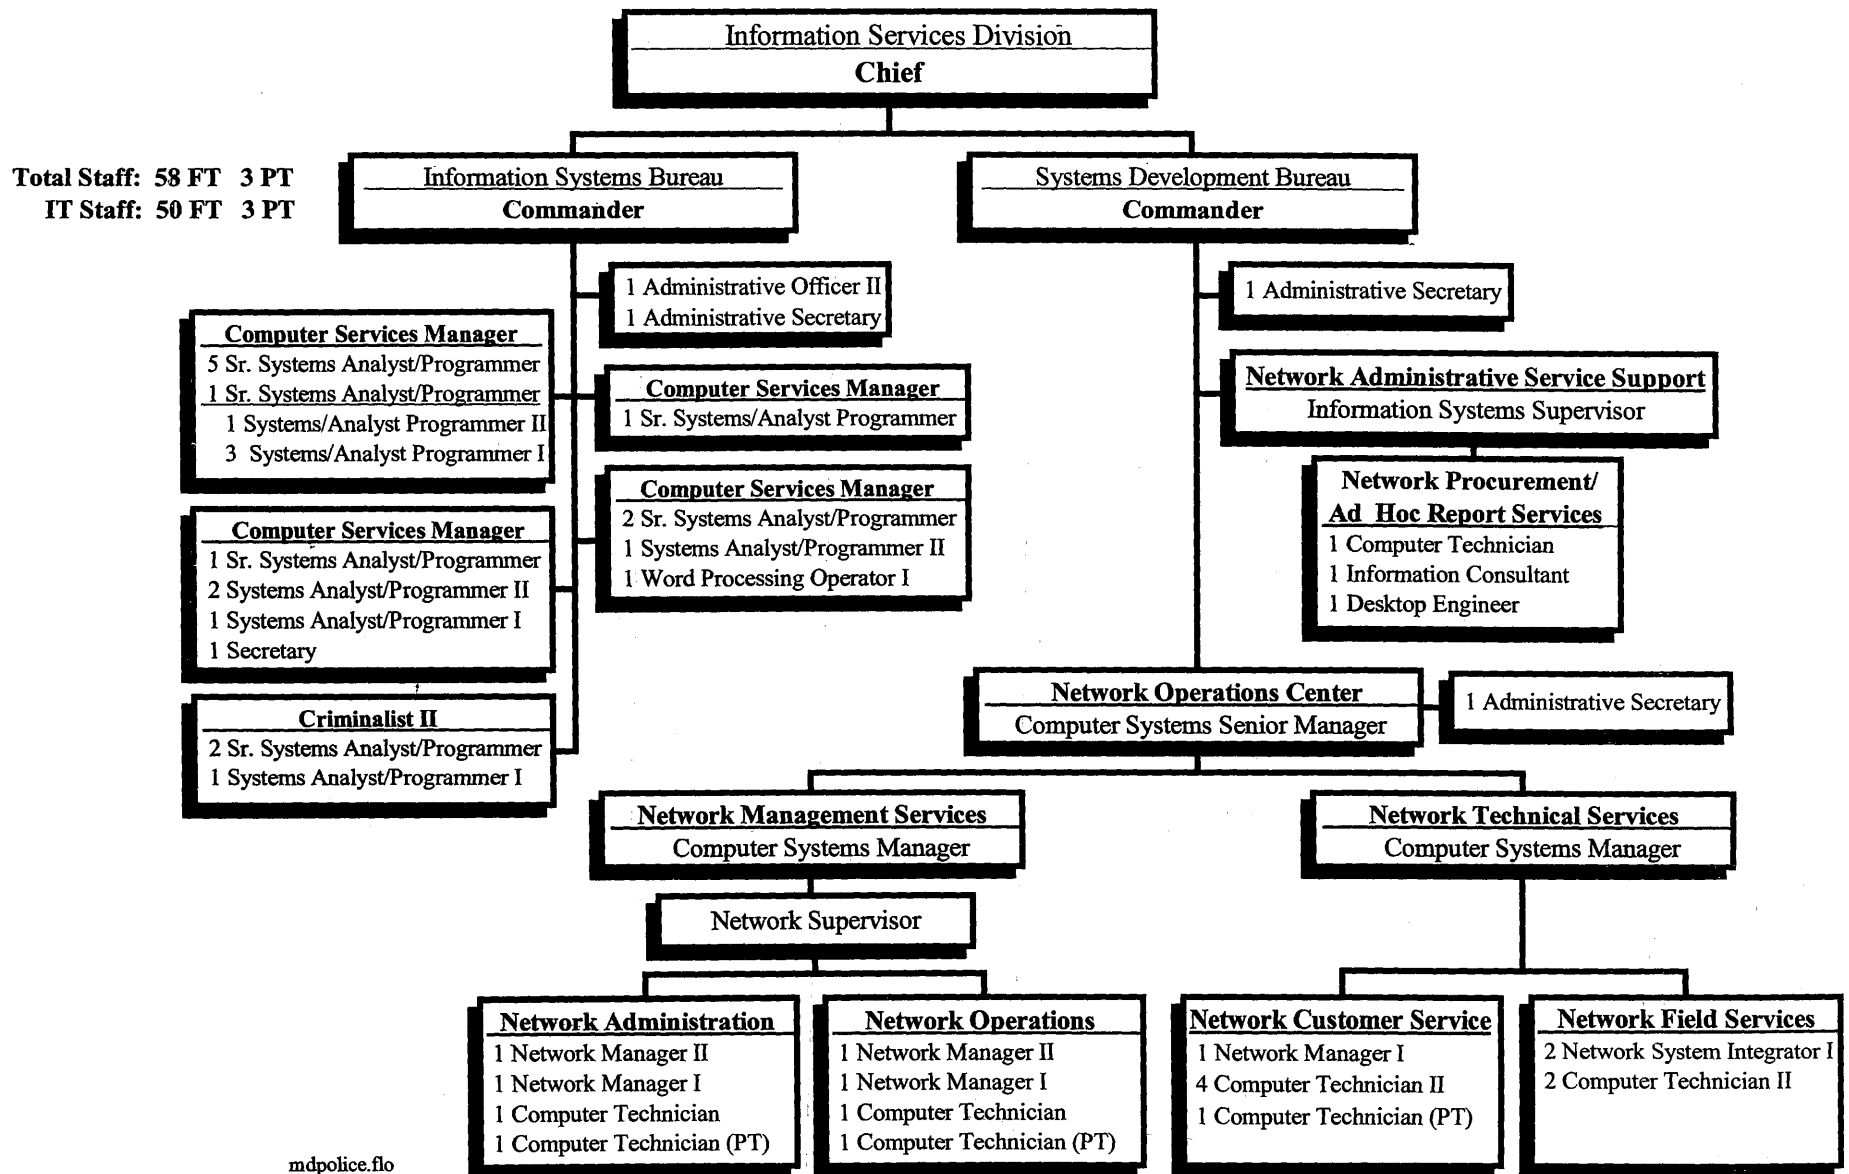 Information Services Division
Chief
Total Staff: 58 FT 3 PT
IT Staff: 50 FT 3 PT
Information Systems Bureau
Commander
Systems Development Bureau
Commander
1 Administrative Officer II
1 Administrative Secretary
1 Administrative Secretary
Computer Services Manager
5 Sr. Systems Analyst/Programmer
1 Sr. Systems Analyst/Programmer
1 Systems/Analyst Programmer II
3 Systems/Analyst Programmer I
Computer Services Manager
1 Sr. Systems/Analyst Programmer
Network Administrative Service Support
Information Systems Supervisor
Computer Services Manager
2 Sr. Systems Analyst/Programmer
1 Systems Analyst/Programmer II
1 Word Processing Operator I
Network Procurement/
Ad Hoc Report Services
1 Computer Technician
1 Information Consultant
1 Desktop Engineer
Computer Services Manager
1 Sr. Systems Analyst/Programmer
2 Systems Analyst/Programmer II
1 Systems Analyst/Programmer I
1 Secretary
Criminalist II
2 Sr. Systems Analyst/Programmer
1 Systems Analyst/Programmer I
Network Operations Center
Computer Systems Senior Manager
1 Administrative Secretary
Network Management Services
Computer Systems Manager
Network Technical Services
Computer Systems Manager
Network Supervisor
Network Administration
1 Network Manager II
1 Network Manager I
1 Computer Technician
1 Computer Technician (PT)
Network Operations
1 Network Manager II
1 Network Manager I
1 Computer Technician
1 Computer Technician (PT)
Network Customer Service
1 Network Manager I
4 Computer Technician II
1 Computer Technician (PT)
Network Field Services
2 Network System Integrator I
2 Computer Technician II
mdpolice.flo